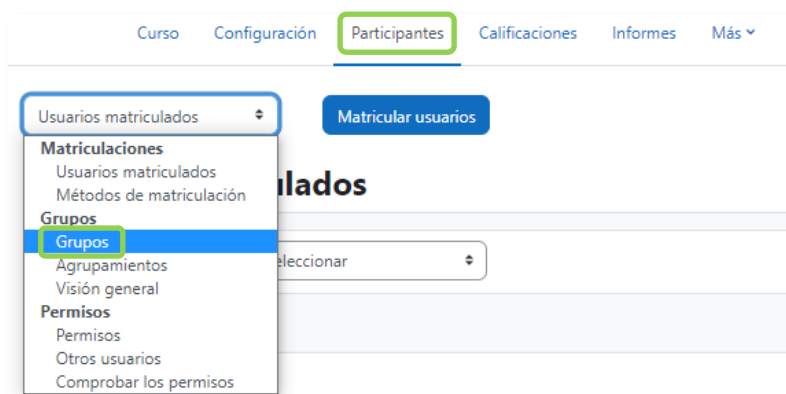 Curso Configuración Participantes Calificaciones Informes Más
Usuarios matriculados Matricular usuarios
Matriculaciones
Usuarios matriculados
Métodos de matriculación
ulados
Grupos
Grupos
eleccionar
Agrupamientos
Visión general
Permisos
Permisos
Otros usuarios
Comprobar los permisos